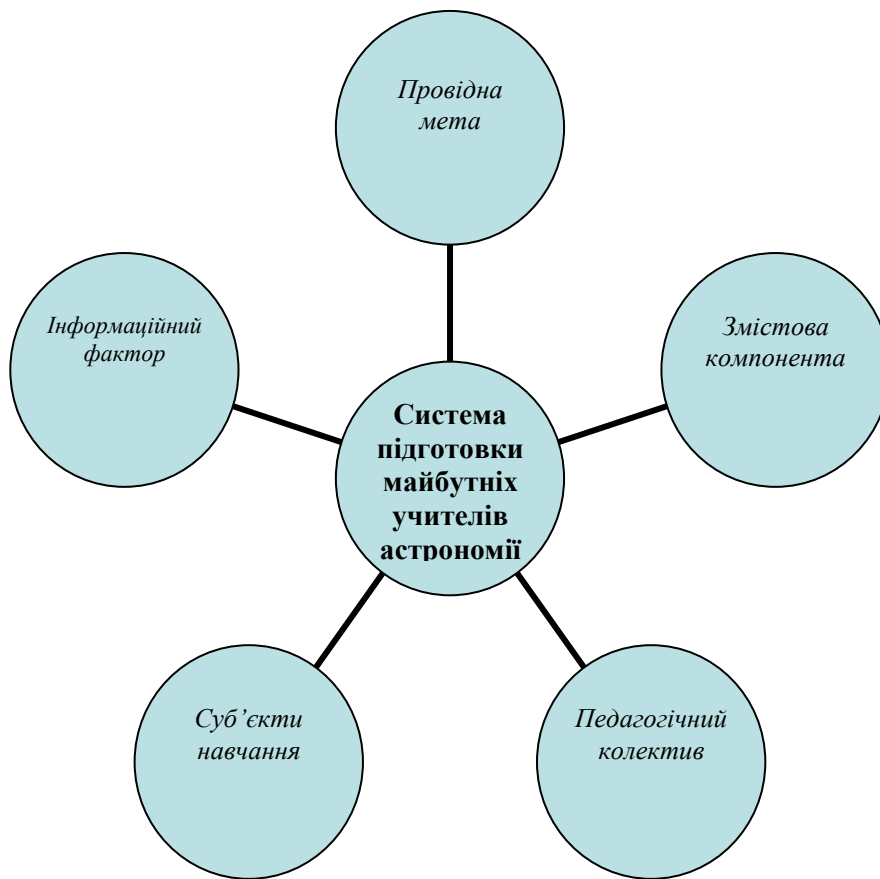 Провідна
мета
Інформаційний
фактор
Змістова
компонента
Система
підготовки
майбутніх
учителів
астрономії
Суб’єкти
навчання
Педагогічний
колектив